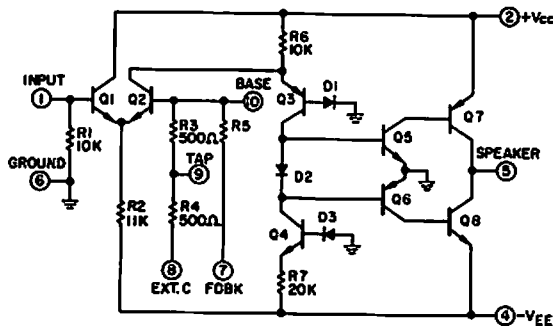 R6
10K
2 +Vcc
INPUT
1
Q1
Q2
BASE
10
Q3
D1
Q7
R1
10K
R3
500Ω
R5
TAP
9
Q5
SPEAKER
5
GROUND
6
D2
R2
11K
R4
500Ω
Q6
Q4
D3
Q8
8
EXT.C
7
FDBK
R7
20K
4 -VEE